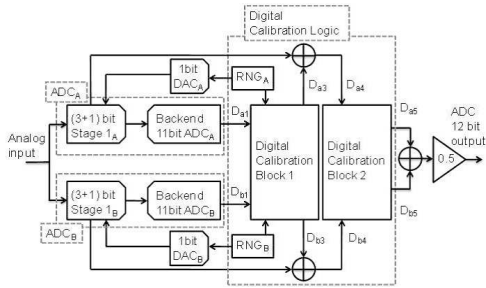 Digital
Calibration Logic
1bit
DAC_A
RNG_A
D_a3
D_a4
ADC_A
(3+1) bit
Stage 1_A
Backend
11bit ADC_A
D_a1
D_a5
ADC
12 bit
output
Analog
input
Digital
Calibration
Block 1
Digital
Calibration
Block 2
0.5
(3+1) bit
Stage 1_B
Backend
11bit ADC_B
D_b1
D_b5
ADC_B
1bit
DAC_B
RNG_B
D_b3
D_b4